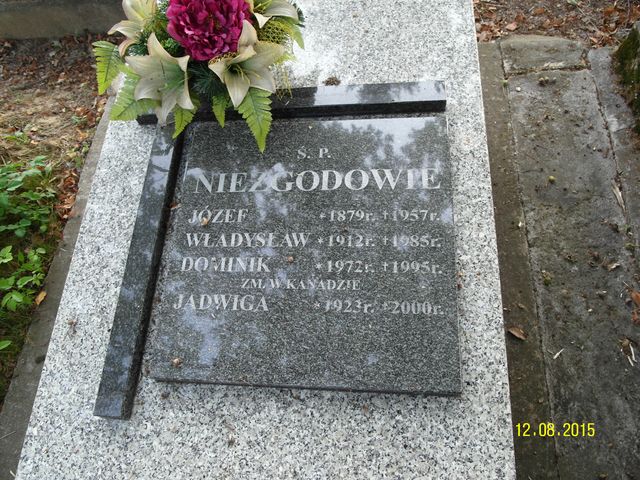 Ś. P.
NIEZGODOWIE
JÓZEF *1879r. †1957r.
WŁADYSŁAW *1912r. †1985r.
DOMINIK *1972r. †1995r.
ZM. W KANADZIE
JADWIGA *1923r. †2000r.
12.08.2015